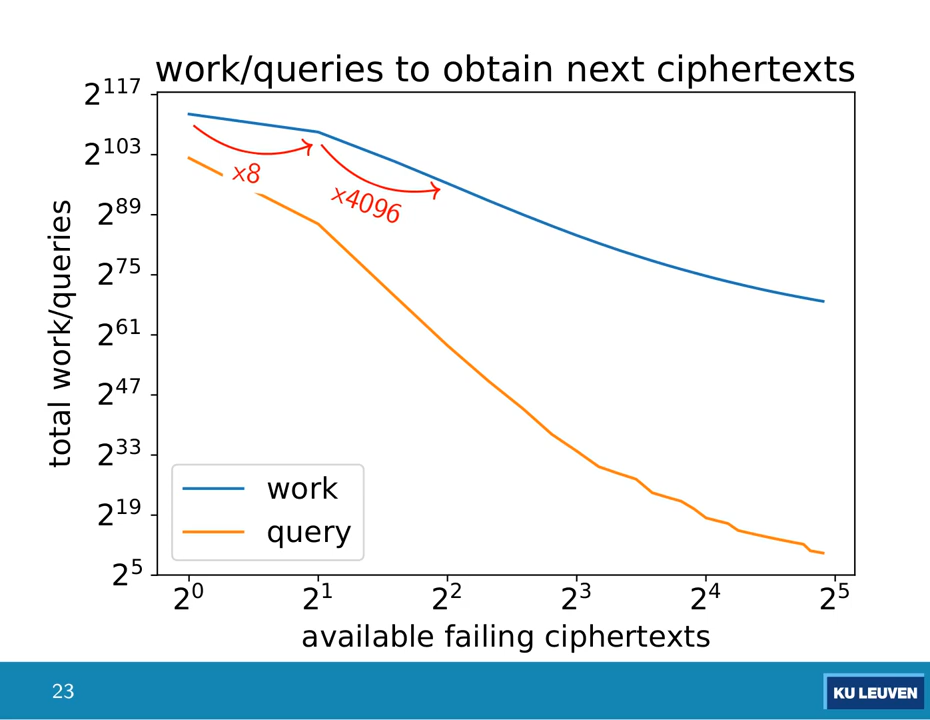 work/queries to obtain next ciphertexts
total work/queries
2^117
2^103
2^89
2^75
2^61
2^47
2^33
2^19
2^5
x8
x4096
work
query
2^0 2^1 2^2 2^3 2^4 2^5
available failing ciphertexts
23
KU LEUVEN